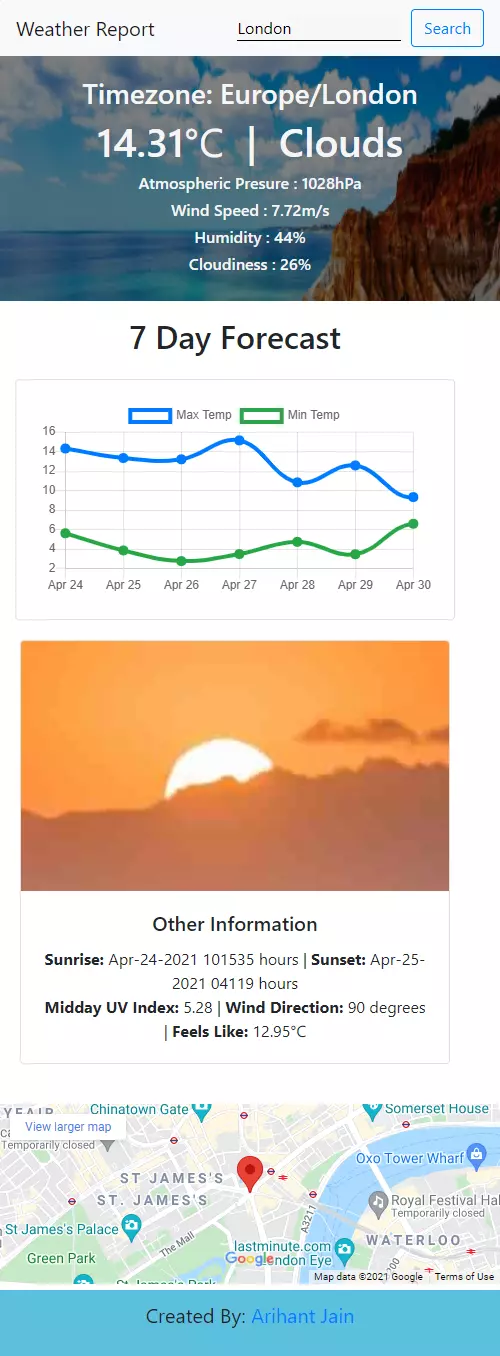 Weather Report
London
Search
Timezone: Europe/London
14.31°C | Clouds
Atmospheric Presure : 1028hPa
Wind Speed : 7.72m/s
Humidity : 44%
Cloudiness : 26%
7 Day Forecast
Max Temp Min Temp
16
14
12
10
8
6
4
2
Apr 24 Apr 25 Apr 26 Apr 27 Apr 28 Apr 29 Apr 30
Other Information
Sunrise: Apr-24-2021 101535 hours | Sunset: Apr-25-
2021 04119 hours
Midday UV Index: 5.28 | Wind Direction: 90 degrees
| Feels Like: 12.95°C
Chinatown Gate
Somerset House
View larger map
Temporarily closed
Oxo Tower Wharf
ST JAMES'S
ST. JAMES'S
Royal Festival Hal
Temporarily closed
St James's Palace
A3211
The Mall
WATERLOO
Green Park
lastminute.com
London Eye
Google
Map data ©2021 Google
Terms of Use
St James's Park
Created By: Arihant Jain